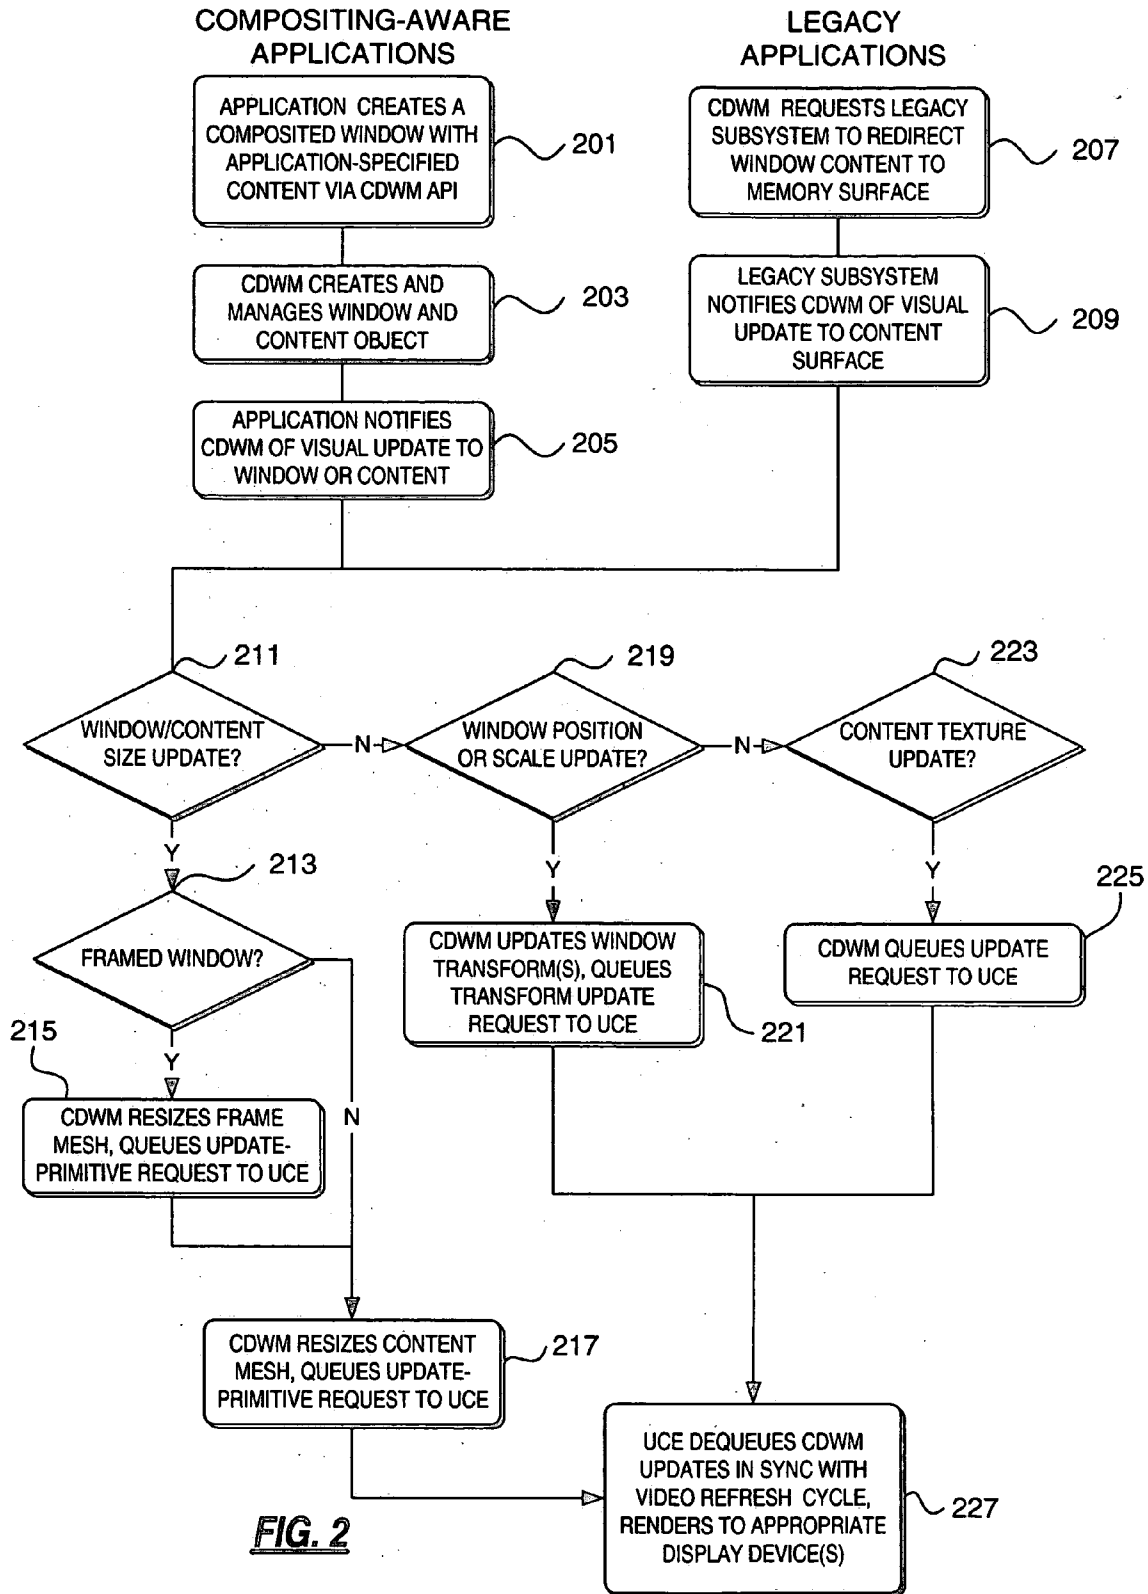 COMPOSITING-AWARE
APPLICATIONS
APPLICATION CREATES A
COMPOSITED WINDOW WITH
APPLICATION-SPECIFIED
CONTENT VIA CDWM API
201
CDWM CREATES AND
MANAGES WINDOW AND
CONTENT OBJECT
203
APPLICATION NOTIFIES
CDWM OF VISUAL UPDATE TO
WINDOW OR CONTENT
205
LEGACY
APPLICATIONS
CDWM REQUESTS LEGACY
SUBSYSTEM TO REDIRECT
WINDOW CONTENT TO
MEMORY SURFACE
207
LEGACY SUBSYSTEM
NOTIFIES CDWM OF VISUAL
UPDATE TO CONTENT
SURFACE
209
211
WINDOW/CONTENT
SIZE UPDATE?
N
219
WINDOW POSITION
OR SCALE UPDATE?
N
223
CONTENT TEXTURE
UPDATE?
Y
213
FRAMED WINDOW?
Y
N
215
CDWM RESIZES FRAME
MESH, QUEUES UPDATE-
PRIMITIVE REQUEST TO UCE
Y
CDWM UPDATES WINDOW
TRANSFORM(S), QUEUES
TRANSFORM UPDATE
REQUEST TO UCE
221
Y
225
CDWM QUEUES UPDATE
REQUEST TO UCE
CDWM RESIZES CONTENT
MESH, QUEUES UPDATE-
PRIMITIVE REQUEST TO UCE
217
UCE DEQUEUES CDWM
UPDATES IN SYNC WITH
VIDEO REFRESH CYCLE,
RENDERS TO APPROPRIATE
DISPLAY DEVICE(S)
227
FIG. 2